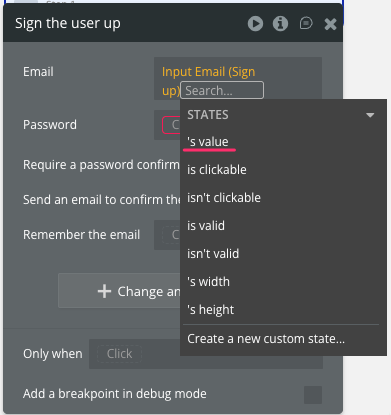 Sign the user up
Email
Input Email (Sign
up)
Search...
STATES
's value
is clickable
isn't clickable
is valid
isn't valid
's width
's height
Create a new custom state...
Password
C
Require a password confirm
Send an email to confirm the
Remember the email
C
Change an
Only when
Click
Add a breakpoint in debug mode